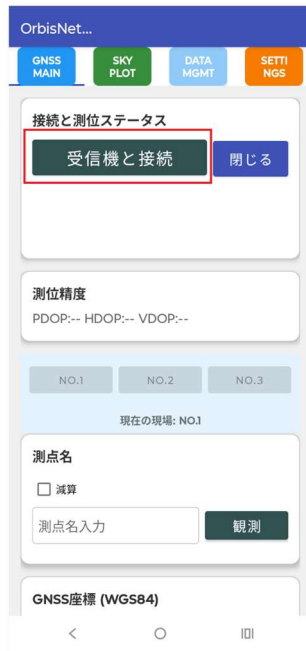 OrbisNet...
GNSS MAIN
SKY PLOT
DATA MGMT
SETTI NGS
接続と測位ステータス
受信機と接続
閉じる
測位精度
PDOP:-- HDOP:-- VDOP:--
NO.1
NO.2
NO.3
現在の現場: NO.1
測点名
減算
測点名入力
観測
GNSS座標 (WGS84)